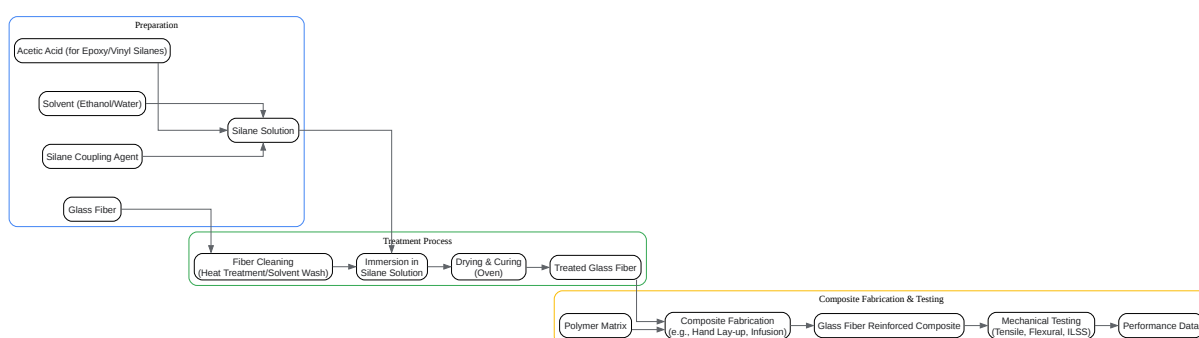 Preparation
Acetic Acid (for Epoxy/Vinyl Silanes)
Solvent (Ethanol/Water)
Silane Solution
Silane Coupling Agent
Glass Fiber
Treatment Process
Fiber Cleaning
(Heat Treatment/Solvent Wash)
Immersion in
Silane Solution
Drying & Curing
(Oven)
Treated Glass Fiber
Composite Fabrication & Testing
Polymer Matrix
Composite Fabrication
(e.g., Hand Lay-up, Infusion)
Glass Fiber Reinforced Composite
Mechanical Testing
(Tensile, Flexural, ILSS)
Performance Data